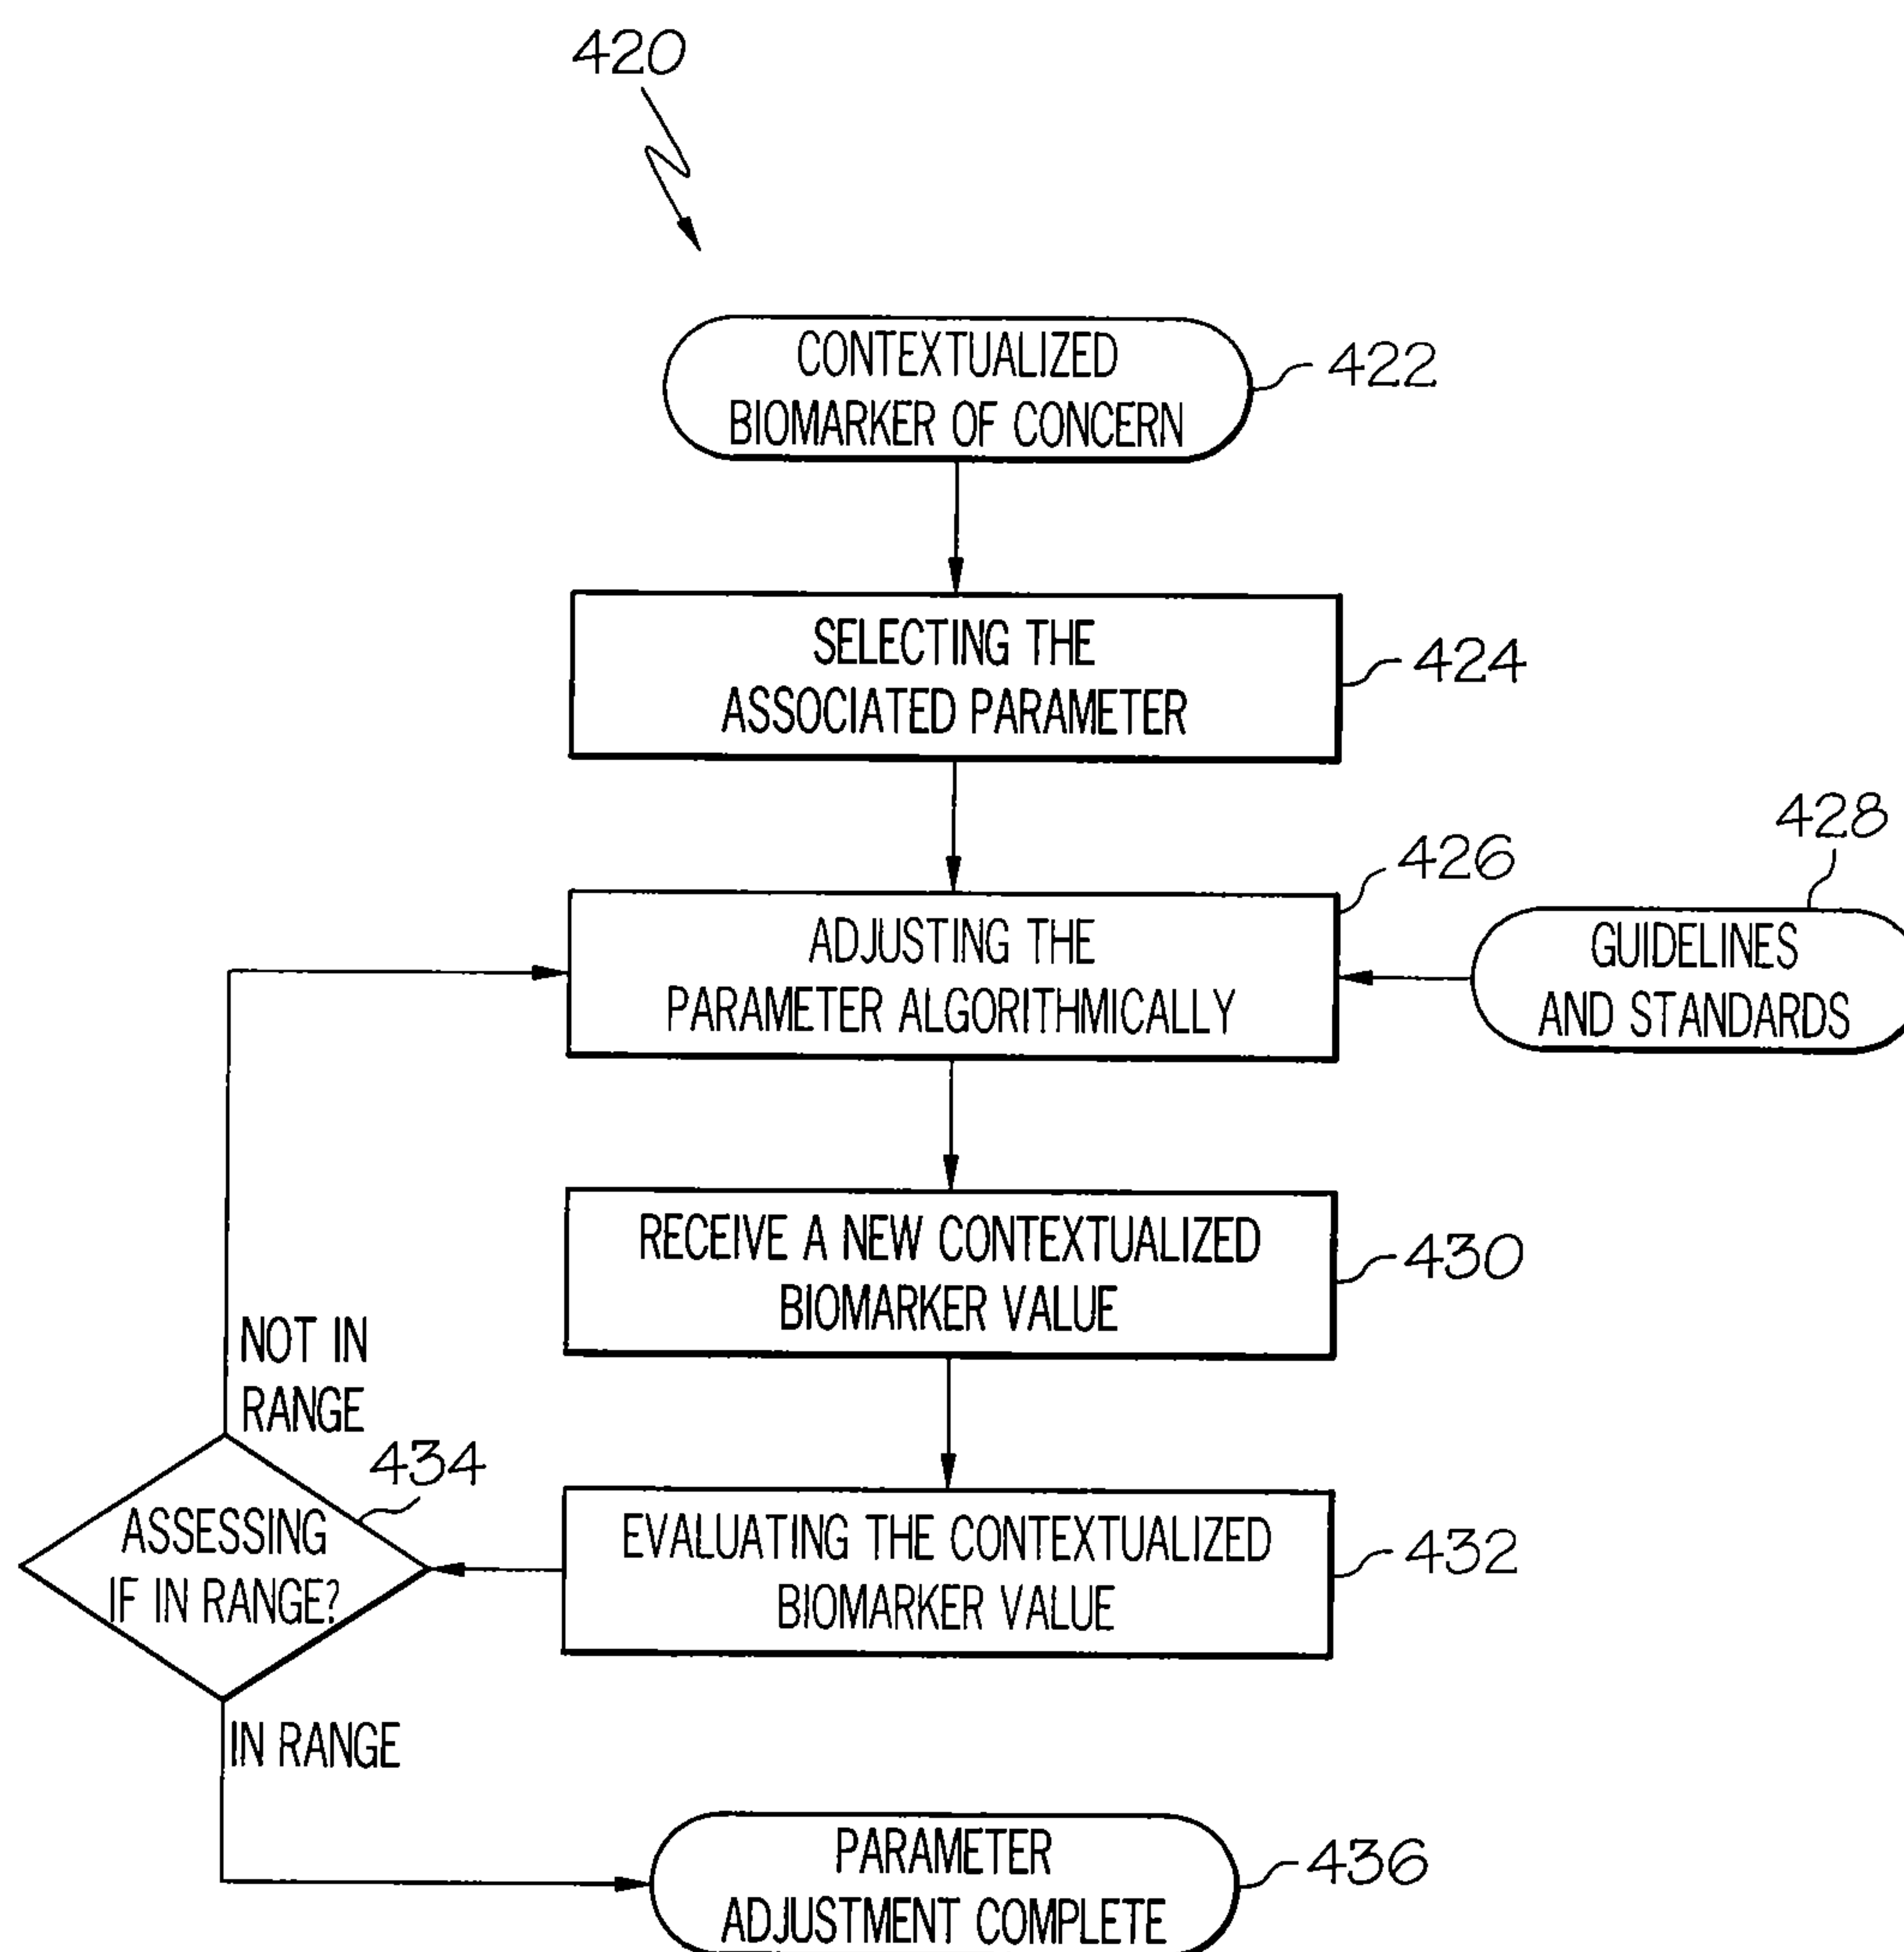 420
CONTEXTUALIZED
BIOMARKER OF CONCERN
422
SELECTING THE
ASSOCIATED PARAMETER
424
428
426
ADJUSTING THE
PARAMETER ALGORITHMICALLY
GUIDELINES
AND STANDARDS
RECEIVE A NEW CONTEXTUALIZED
BIOMARKER VALUE
430
NOT IN
RANGE
434
ASSESSING
IF IN RANGE?
EVALUATING THE CONTEXTUALIZED
BIOMARKER VALUE
432
IN RANGE
PARAMETER
ADJUSTMENT COMPLETE
436